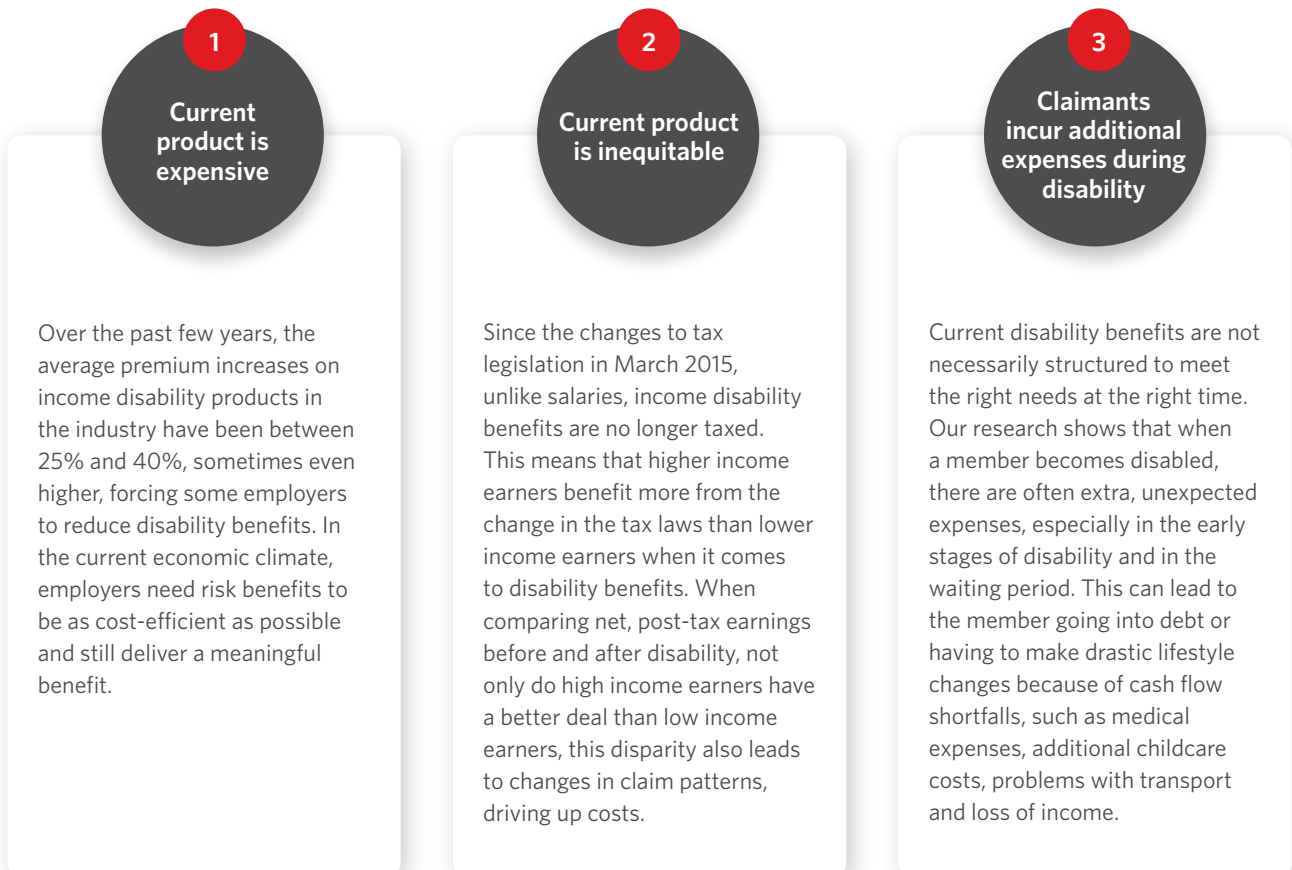 1
Current
product is
expensive
Over the past few years, the
average premium increases on
income disability products in
the industry have been between
25% and 40%, sometimes even
higher, forcing some employers
to reduce disability benefits. In
the current economic climate,
employers need risk benefits to
be as cost-efficient as possible
and still deliver a meaningful
benefit.
2
Current product
is inequitable
Since the changes to tax
legislation in March 2015,
unlike salaries, income disability
benefits are no longer taxed.
This means that higher income
earners benefit more from the
change in the tax laws than lower
income earners when it comes
to disability benefits. When
comparing net, post-tax earnings
before and after disability, not
only do high income earners have
a better deal than low income
earners, this disparity also leads
to changes in claim patterns,
driving up costs.
3
Claimants
incur additional
expenses during
disability
Current disability benefits are not
necessarily structured to meet
the right needs at the right time.
Our research shows that when
a member becomes disabled,
there are often extra, unexpected
expenses, especially in the early
stages of disability and in the
waiting period. This can lead to
the member going into debt or
having to make drastic lifestyle
changes because of cash flow
shortfalls, such as medical
expenses, additional childcare
costs, problems with transport
and loss of income.